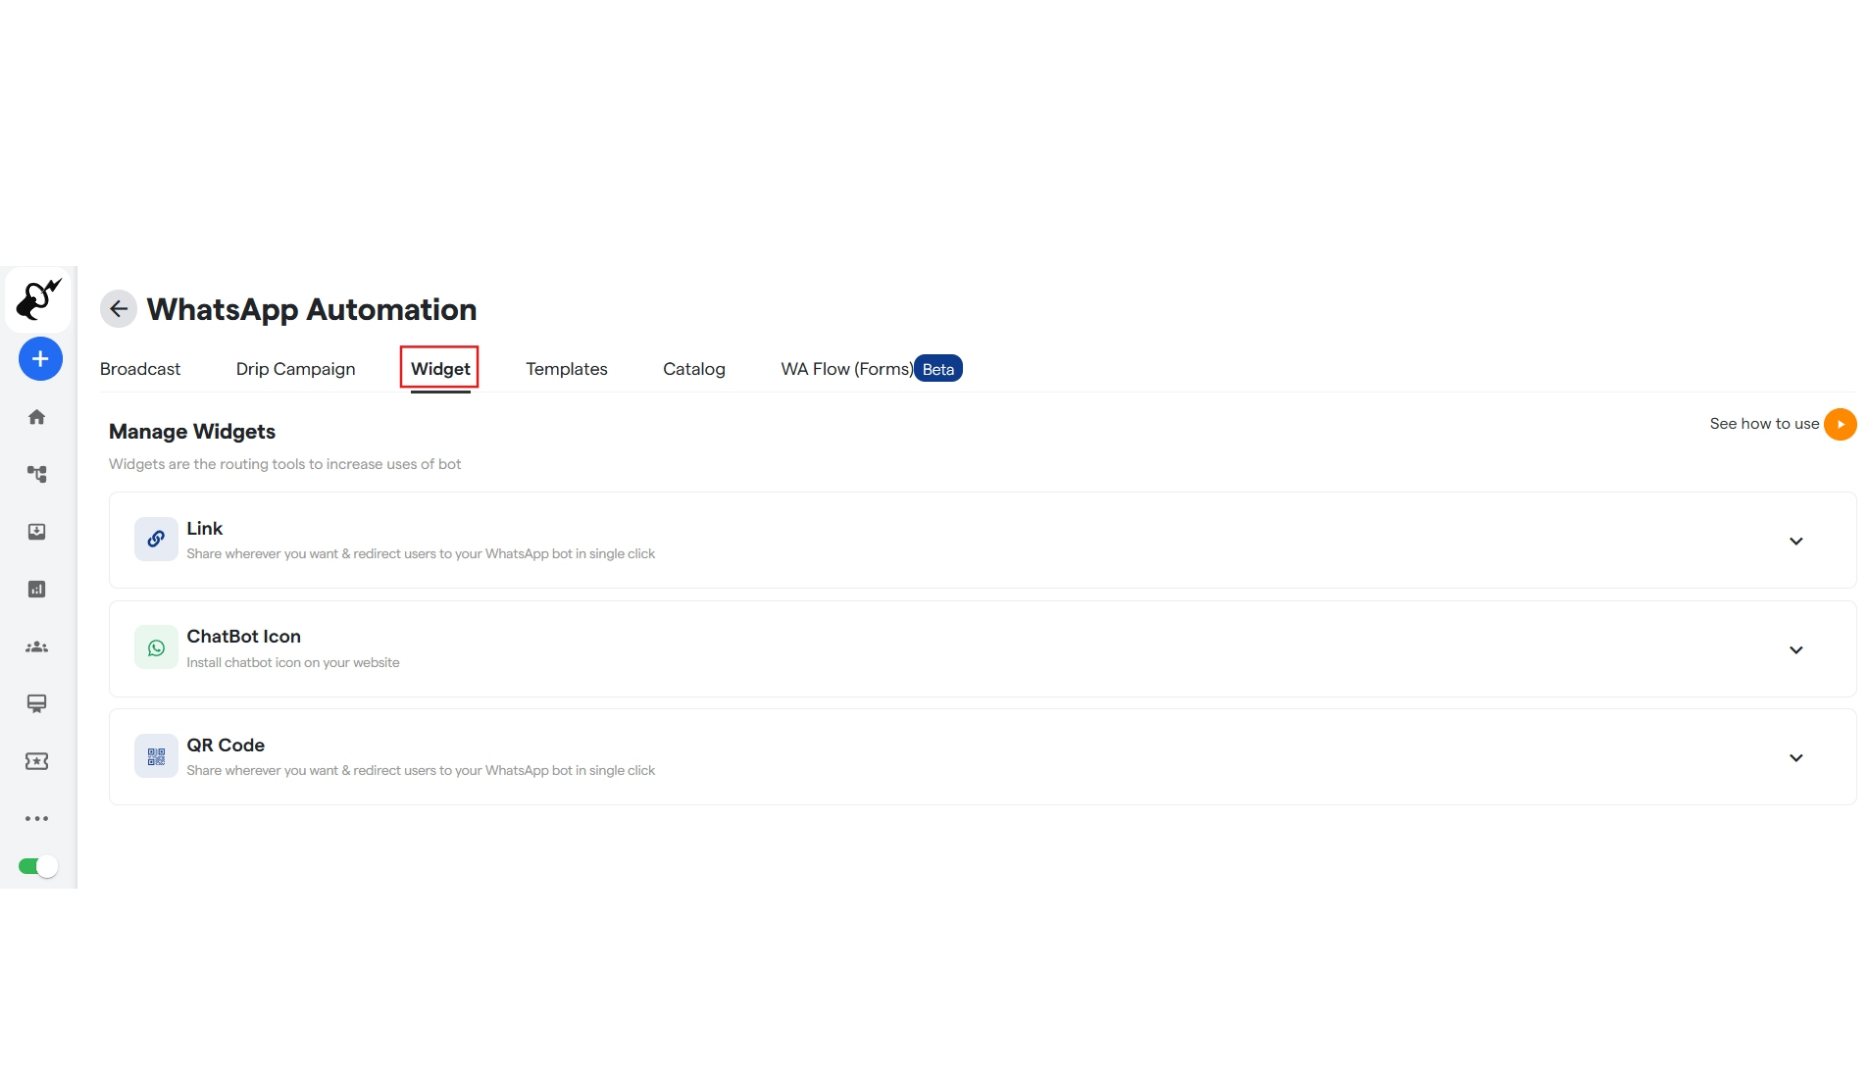 WhatsApp Automation
Broadcast Drip Campaign Widget Templates Catalog WA Flow (Forms) Beta
Manage Widgets
See how to use
Widgets are the routing tools to increase uses of bot
Link
Share wherever you want & redirect users to your WhatsApp bot in single click
ChatBot Icon
Install chatbot icon on your website
QR Code
Share wherever you want & redirect users to your WhatsApp bot in single click